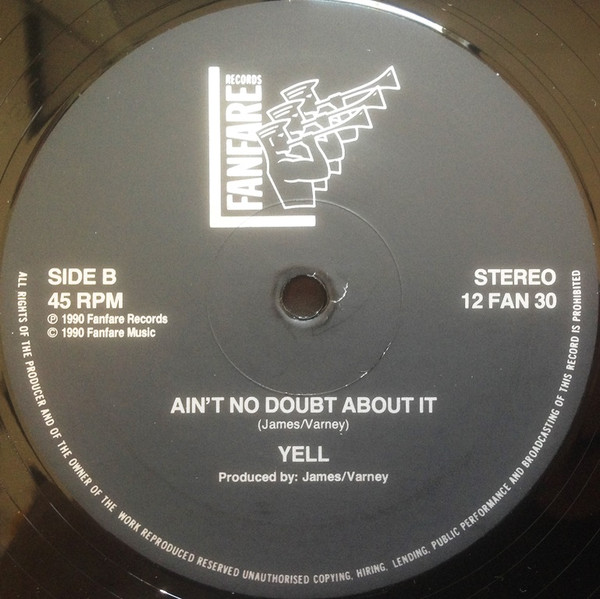 FANFARE
RECORDS
SIDE B
45 RPM
℗ 1990 Fanfare Records
© 1990 Fanfare Music
STEREO
12 FAN 30
AIN'T NO DOUBT ABOUT IT
(James/Varney)
YELL
Produced by: James/Varney
ALL RIGHTS OF THE PRODUCER AND OF THE OWNER OF THE WORK REPRODUCED RESERVED UNAUTHORISED COPYING, HIRING, LENDING, PUBLIC PERFORMANCE AND BROADCASTING OF THIS RECORD IS PROHIBITED